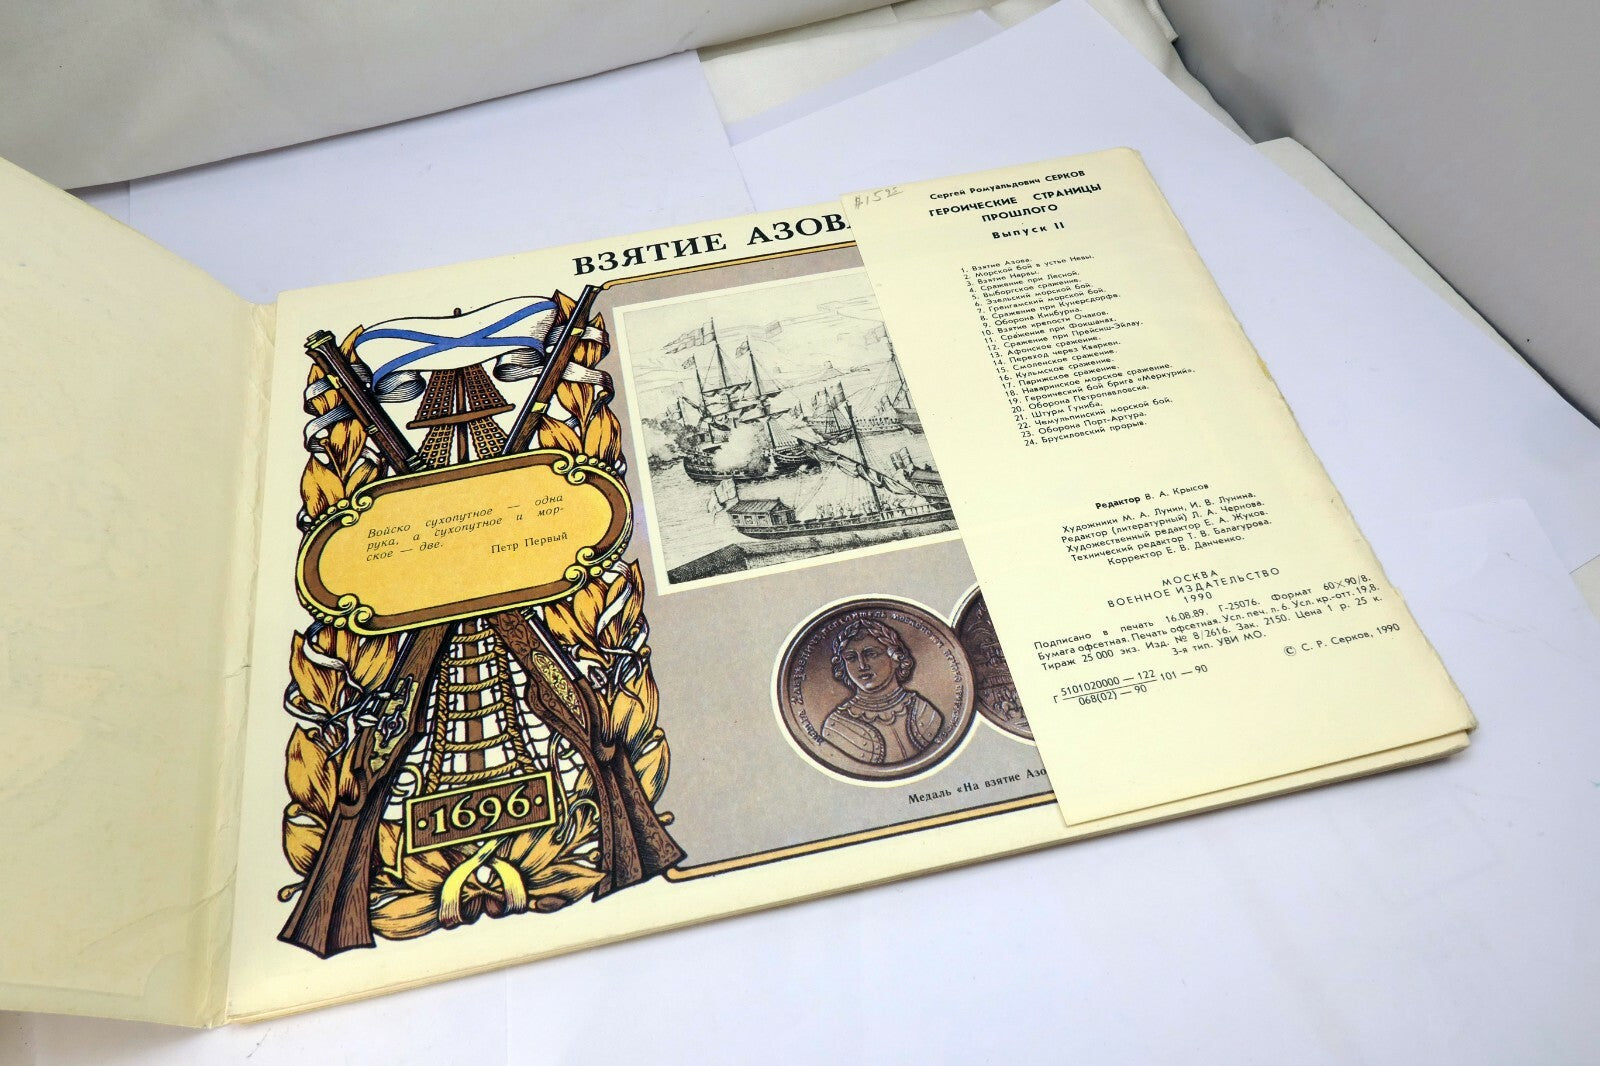 ВЗЯТИЕ АЗОВА
Войско сухопутное — одна
рука, а сухопутное и мор-
ское — две.
Петр Первый
·1696·
Медаль «На взятие Азо
$15
Сергей Ромуальдович СЕРКОВ
ГЕРОИЧЕСКИЕ СТРАНИЦЫ
ПРОШЛОГО
Выпуск II
1. Взятие Азова.
2. Морской бой в устье Невы.
3. Взятие Нарвы.
4. Сражение при Лесной.
5. Выборгское сражение.
6. Эзельский морской бой.
7. Гренгамский морской бой.
8. Сражение при Кунерсдорфе.
9. Оборона Кинбурна.
10. Взятие крепости Очаков.
11. Сражение при Фокшанах.
12. Сражение при Прейсиш-Эйлау.
13. Афонское сражение.
14. Переход через Кваркен.
15. Смоленское сражение.
16. Кульмское сражение.
17. Парижское сражение.
18. Наваринское морское сражение.
19. Героический бой брига «Меркурий».
20. Оборона Петропавловска.
21. Штурм Гуниба.
22. Чемульпинский морской бой.
23. Оборона Порт-Артура.
24. Брусиловский прорыв.
Редактор В. А. Крысов
Художники М. А. Лунин, И. В. Лунина.
Редактор (литературный) Л. А. Чернова.
Художественный редактор Е. А. Жуков.
Технический редактор Т. В. Балагурова.
Корректор Е. В. Данченко.
МОСКВА
ВОЕННОЕ ИЗДАТЕЛЬСТВО
1990
Подписано в печать 16.08.89. Г-25076. Формат 60×90/8.
Бумага офсетная. Печать офсетная. Усл. печ. л. 6. Усл. кр.-отт. 19,8.
Тираж 25 000 экз. Изд. № 8/2616. Зак. 2150. Цена 1 р. 25 к.
3-я тип. УВИ МО.
© С. Р. Серков, 1990
Г 5101020000 — 122 101 — 90
068(02) — 90